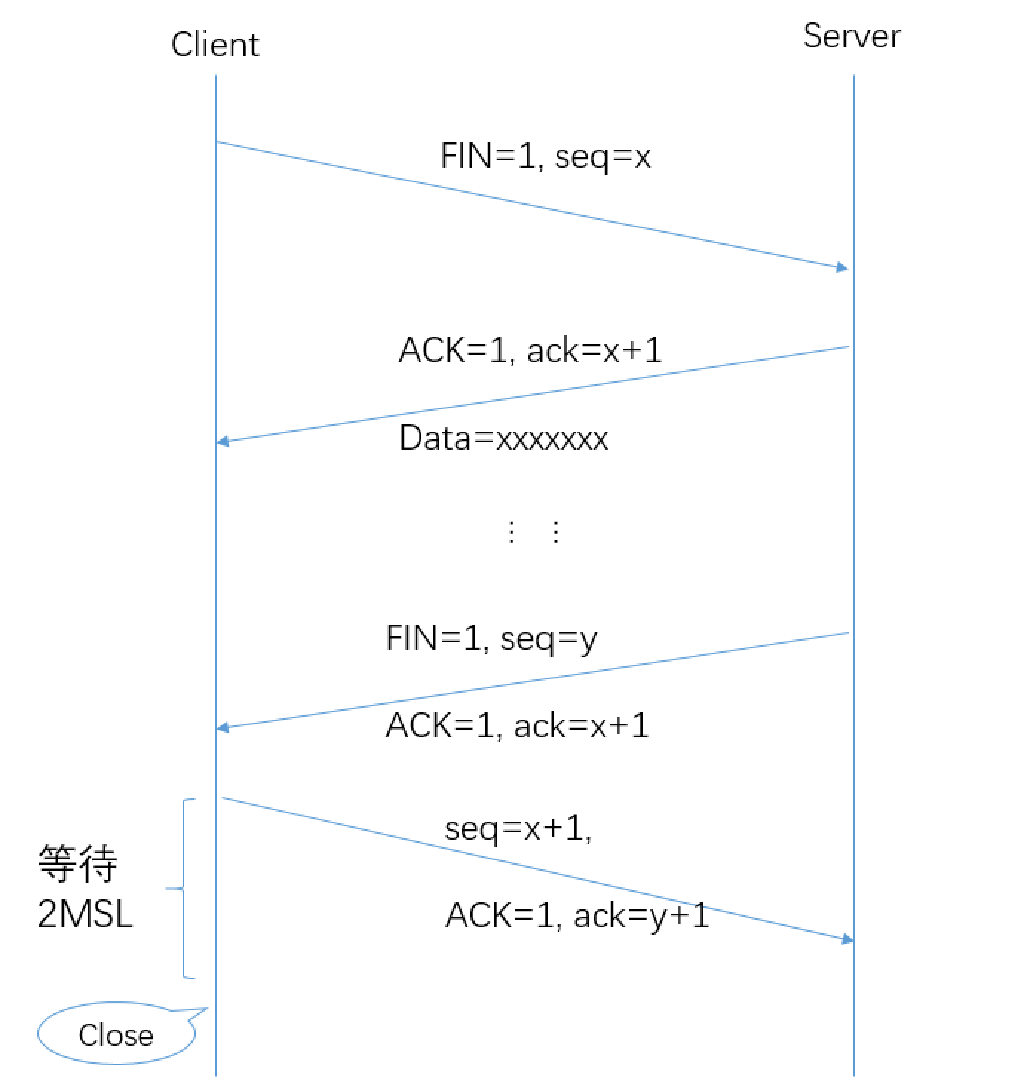 Client
Server
FIN=1, seq=x
ACK=1, ack=x+1
Data=xxxxxxx
⋮ ⋮
FIN=1, seq=y
ACK=1, ack=x+1
seq=x+1,
等待
2MSL
ACK=1, ack=y+1
Close